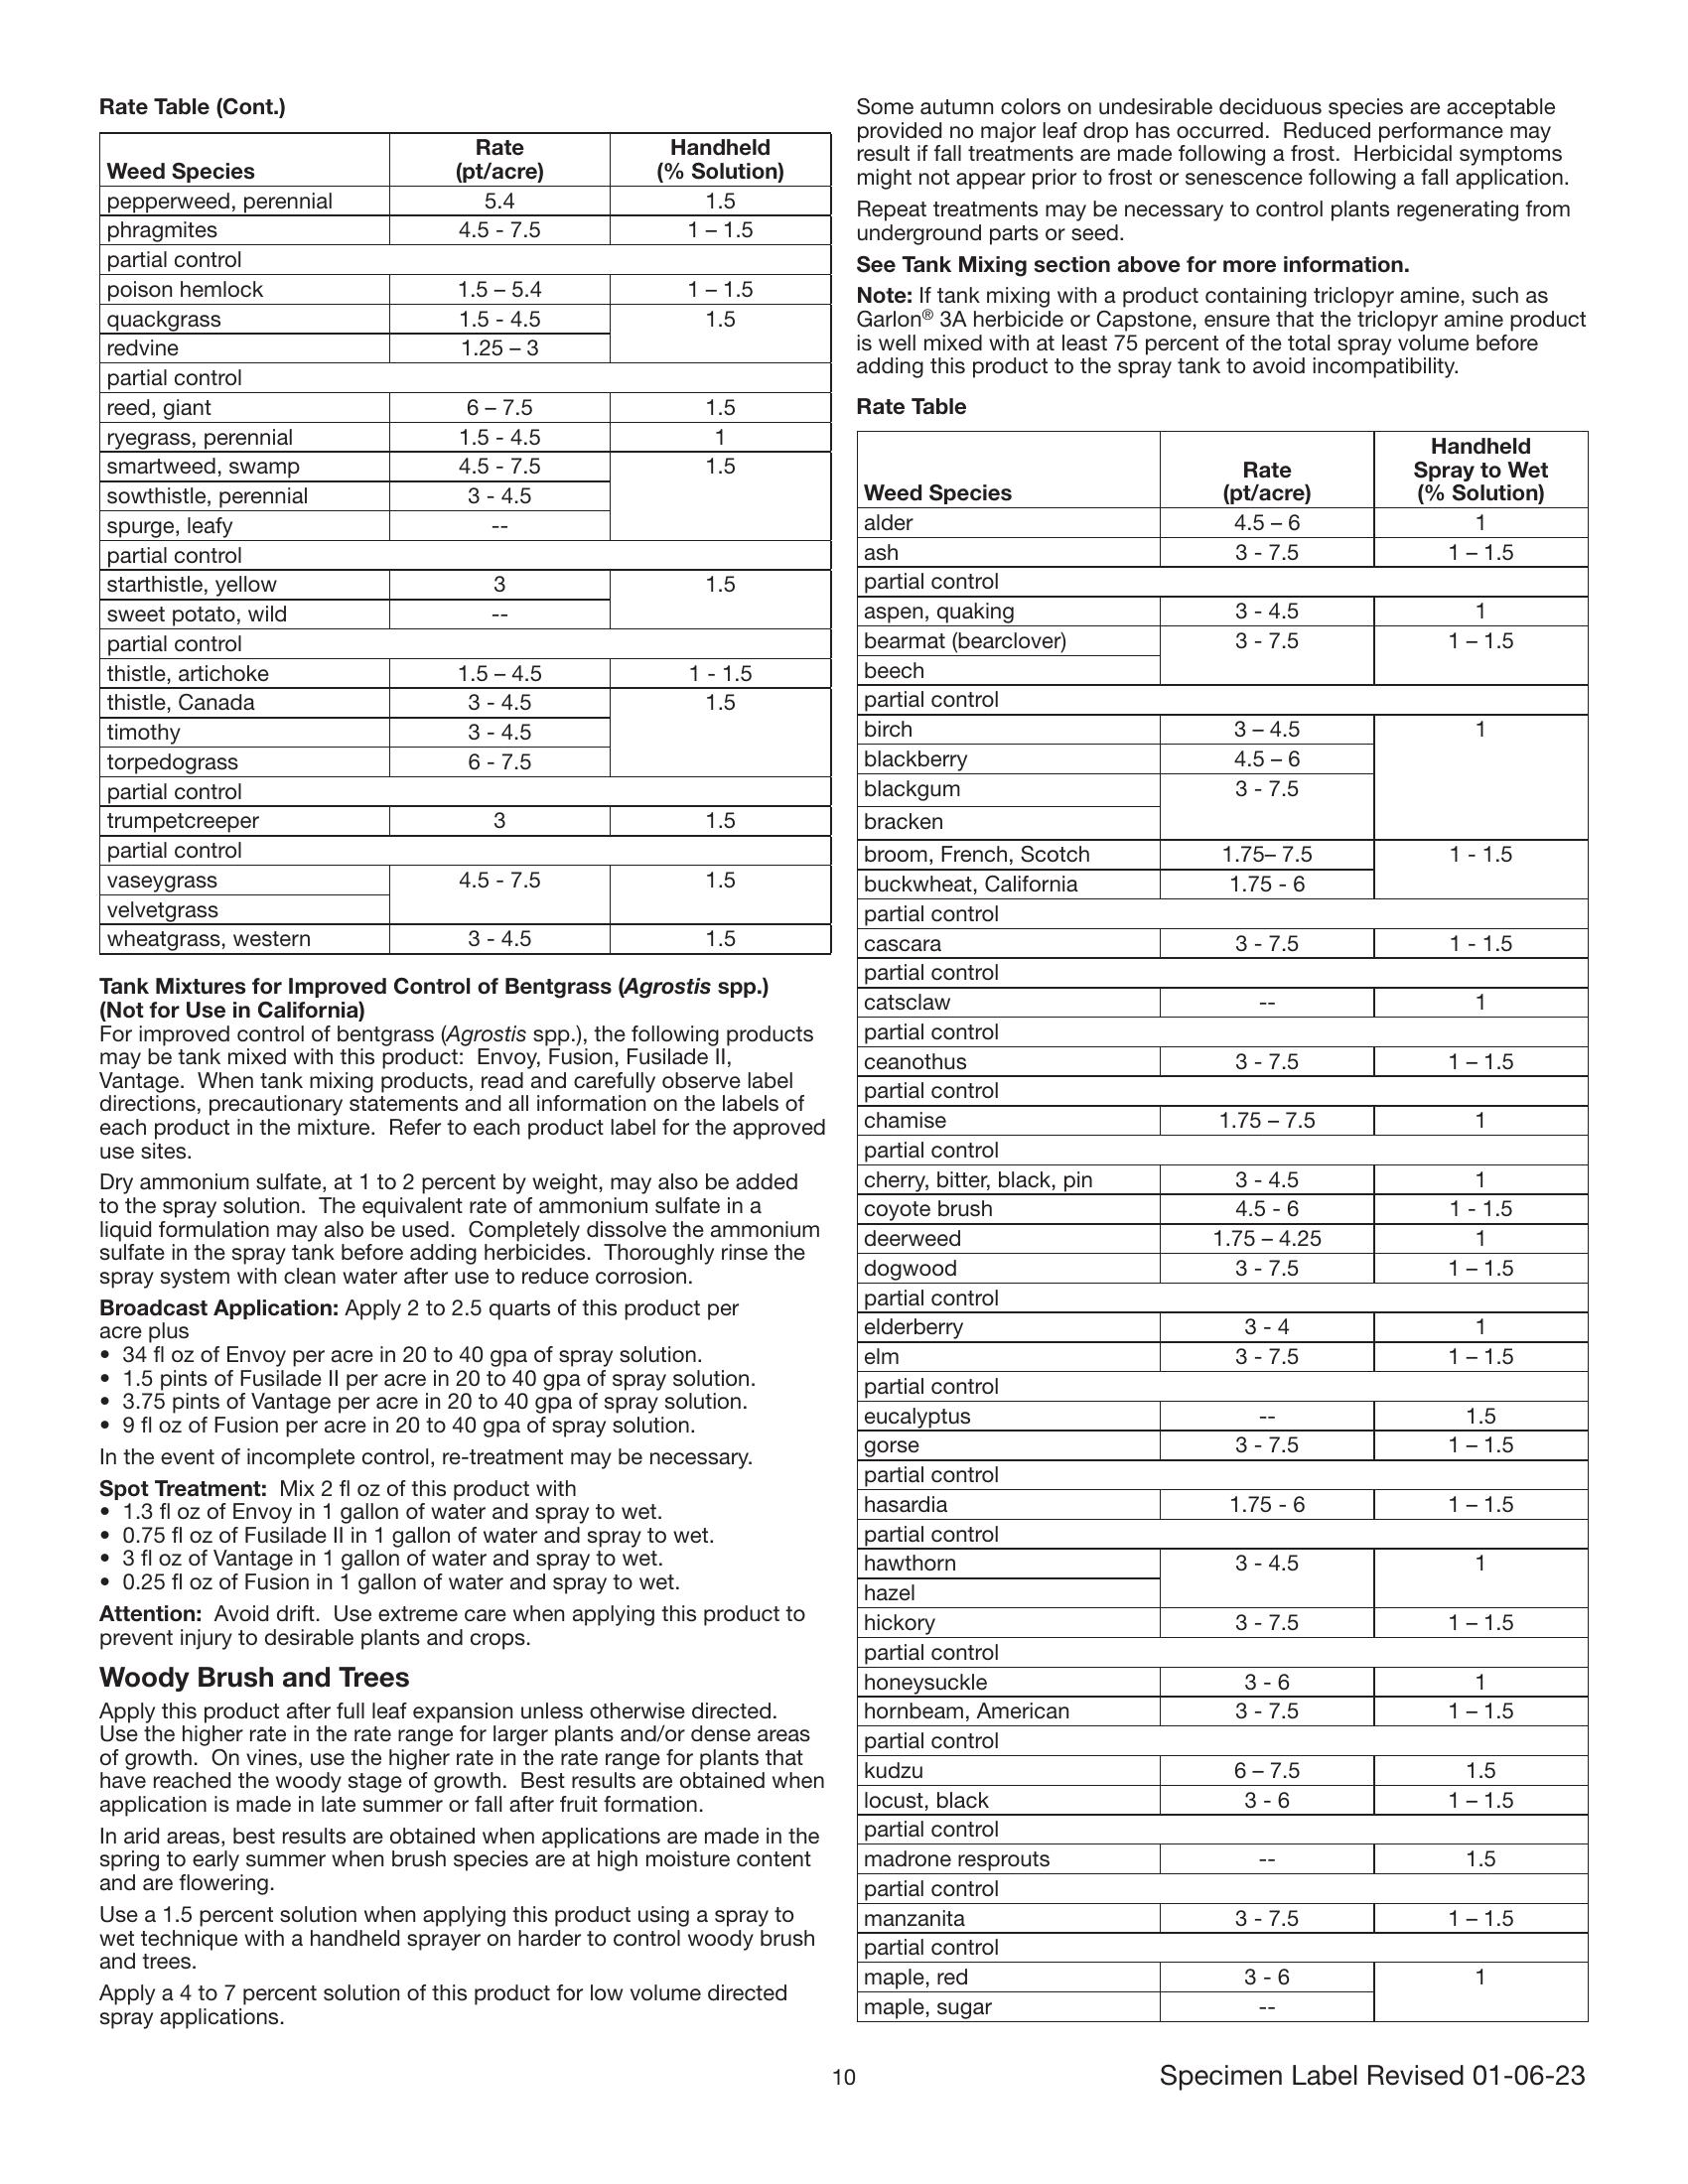 Rate Table (Cont.)
Weed Species Rate (pt/acre) Handheld (% Solution)
pepperweed, perennial 5.4 1.5
phragmites 4.5 - 7.5 1 – 1.5
partial control
poison hemlock 1.5 – 5.4 1 – 1.5
quackgrass 1.5 - 4.5 1.5
redvine 1.25 – 3
partial control
reed, giant 6 – 7.5 1.5
ryegrass, perennial 1.5 - 4.5 1
smartweed, swamp 4.5 - 7.5 1.5
sowthistle, perennial 3 - 4.5
spurge, leafy --
partial control
starthistle, yellow 3 1.5
sweet potato, wild --
partial control
thistle, artichoke 1.5 – 4.5 1 - 1.5
thistle, Canada 3 - 4.5 1.5
timothy 3 - 4.5
torpedograss 6 - 7.5
partial control
trumpetcreeper 3 1.5
partial control
vaseygrass 4.5 - 7.5 1.5
velvetgrass
wheatgrass, western 3 - 4.5 1.5
Tank Mixtures for Improved Control of Bentgrass (Agrostis spp.)
(Not for Use in California)
For improved control of bentgrass (Agrostis spp.), the following products
may be tank mixed with this product: Envoy, Fusion, Fusilade II,
Vantage. When tank mixing products, read and carefully observe label
directions, precautionary statements and all information on the labels of
each product in the mixture. Refer to each product label for the approved
use sites.
Dry ammonium sulfate, at 1 to 2 percent by weight, may also be added
to the spray solution. The equivalent rate of ammonium sulfate in a
liquid formulation may also be used. Completely dissolve the ammonium
sulfate in the spray tank before adding herbicides. Thoroughly rinse the
spray system with clean water after use to reduce corrosion.
Broadcast Application: Apply 2 to 2.5 quarts of this product per
acre plus
• 34 fl oz of Envoy per acre in 20 to 40 gpa of spray solution.
• 1.5 pints of Fusilade II per acre in 20 to 40 gpa of spray solution.
• 3.75 pints of Vantage per acre in 20 to 40 gpa of spray solution.
• 9 fl oz of Fusion per acre in 20 to 40 gpa of spray solution.
In the event of incomplete control, re-treatment may be necessary.
Spot Treatment: Mix 2 fl oz of this product with
• 1.3 fl oz of Envoy in 1 gallon of water and spray to wet.
• 0.75 fl oz of Fusilade II in 1 gallon of water and spray to wet.
• 3 fl oz of Vantage in 1 gallon of water and spray to wet.
• 0.25 fl oz of Fusion in 1 gallon of water and spray to wet.
Attention: Avoid drift. Use extreme care when applying this product to
prevent injury to desirable plants and crops.
Woody Brush and Trees
Apply this product after full leaf expansion unless otherwise directed.
Use the higher rate in the rate range for larger plants and/or dense areas
of growth. On vines, use the higher rate in the rate range for plants that
have reached the woody stage of growth. Best results are obtained when
application is made in late summer or fall after fruit formation.
In arid areas, best results are obtained when applications are made in the
spring to early summer when brush species are at high moisture content
and are flowering.
Use a 1.5 percent solution when applying this product using a spray to
wet technique with a handheld sprayer on harder to control woody brush
and trees.
Apply a 4 to 7 percent solution of this product for low volume directed
spray applications.
Some autumn colors on undesirable deciduous species are acceptable
provided no major leaf drop has occurred. Reduced performance may
result if fall treatments are made following a frost. Herbicidal symptoms
might not appear prior to frost or senescence following a fall application.
Repeat treatments may be necessary to control plants regenerating from
underground parts or seed.
See Tank Mixing section above for more information.
Note: If tank mixing with a product containing triclopyr amine, such as
Garlon® 3A herbicide or Capstone, ensure that the triclopyr amine product
is well mixed with at least 75 percent of the total spray volume before
adding this product to the spray tank to avoid incompatibility.
Rate Table
Weed Species Rate (pt/acre) Handheld Spray to Wet (% Solution)
alder 4.5 – 6 1
ash 3 - 7.5 1 – 1.5
partial control
aspen, quaking 3 - 4.5 1
bearmat (bearclover) 3 - 7.5 1 – 1.5
beech
partial control
birch 3 – 4.5 1
blackberry 4.5 – 6
blackgum 3 - 7.5
bracken
broom, French, Scotch 1.75– 7.5 1 - 1.5
buckwheat, California 1.75 - 6
partial control
cascara 3 - 7.5 1 - 1.5
partial control
catsclaw -- 1
partial control
ceanothus 3 - 7.5 1 – 1.5
partial control
chamise 1.75 – 7.5 1
partial control
cherry, bitter, black, pin 3 - 4.5 1
coyote brush 4.5 - 6 1 - 1.5
deerweed 1.75 – 4.25 1
dogwood 3 - 7.5 1 – 1.5
partial control
elderberry 3 - 4 1
elm 3 - 7.5 1 – 1.5
partial control
eucalyptus -- 1.5
gorse 3 - 7.5 1 – 1.5
partial control
hasardia 1.75 - 6 1 – 1.5
partial control
hawthorn 3 - 4.5 1
hazel
hickory 3 - 7.5 1 – 1.5
partial control
honeysuckle 3 - 6 1
hornbeam, American 3 - 7.5 1 – 1.5
partial control
kudzu 6 – 7.5 1.5
locust, black 3 - 6 1 – 1.5
partial control
madrone resprouts -- 1.5
partial control
manzanita 3 - 7.5 1 – 1.5
partial control
maple, red 3 - 6 1
maple, sugar --
10
Specimen Label Revised 01-06-23